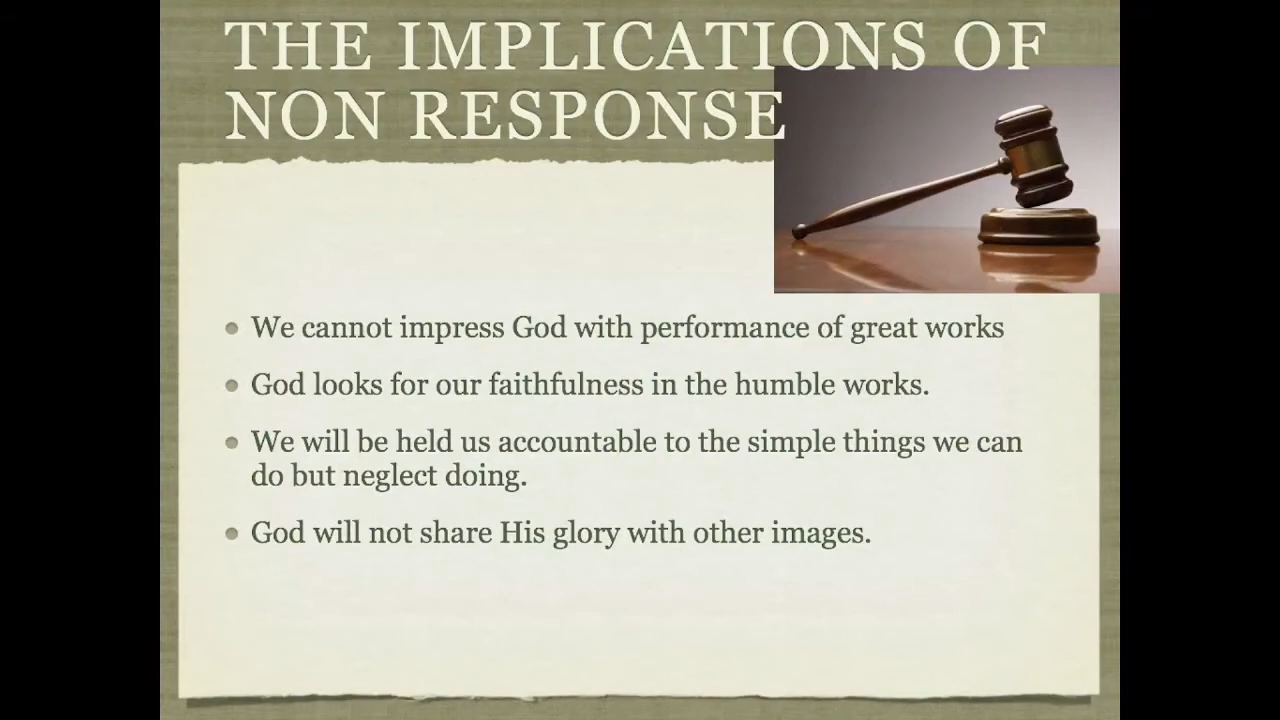 THE IMPLICATIONS OF
NON RESPONSE
• We cannot impress God with performance of great works
• God looks for our faithfulness in the humble works.
• We will be held us accountable to the simple things we can
do but neglect doing.
• God will not share His glory with other images.